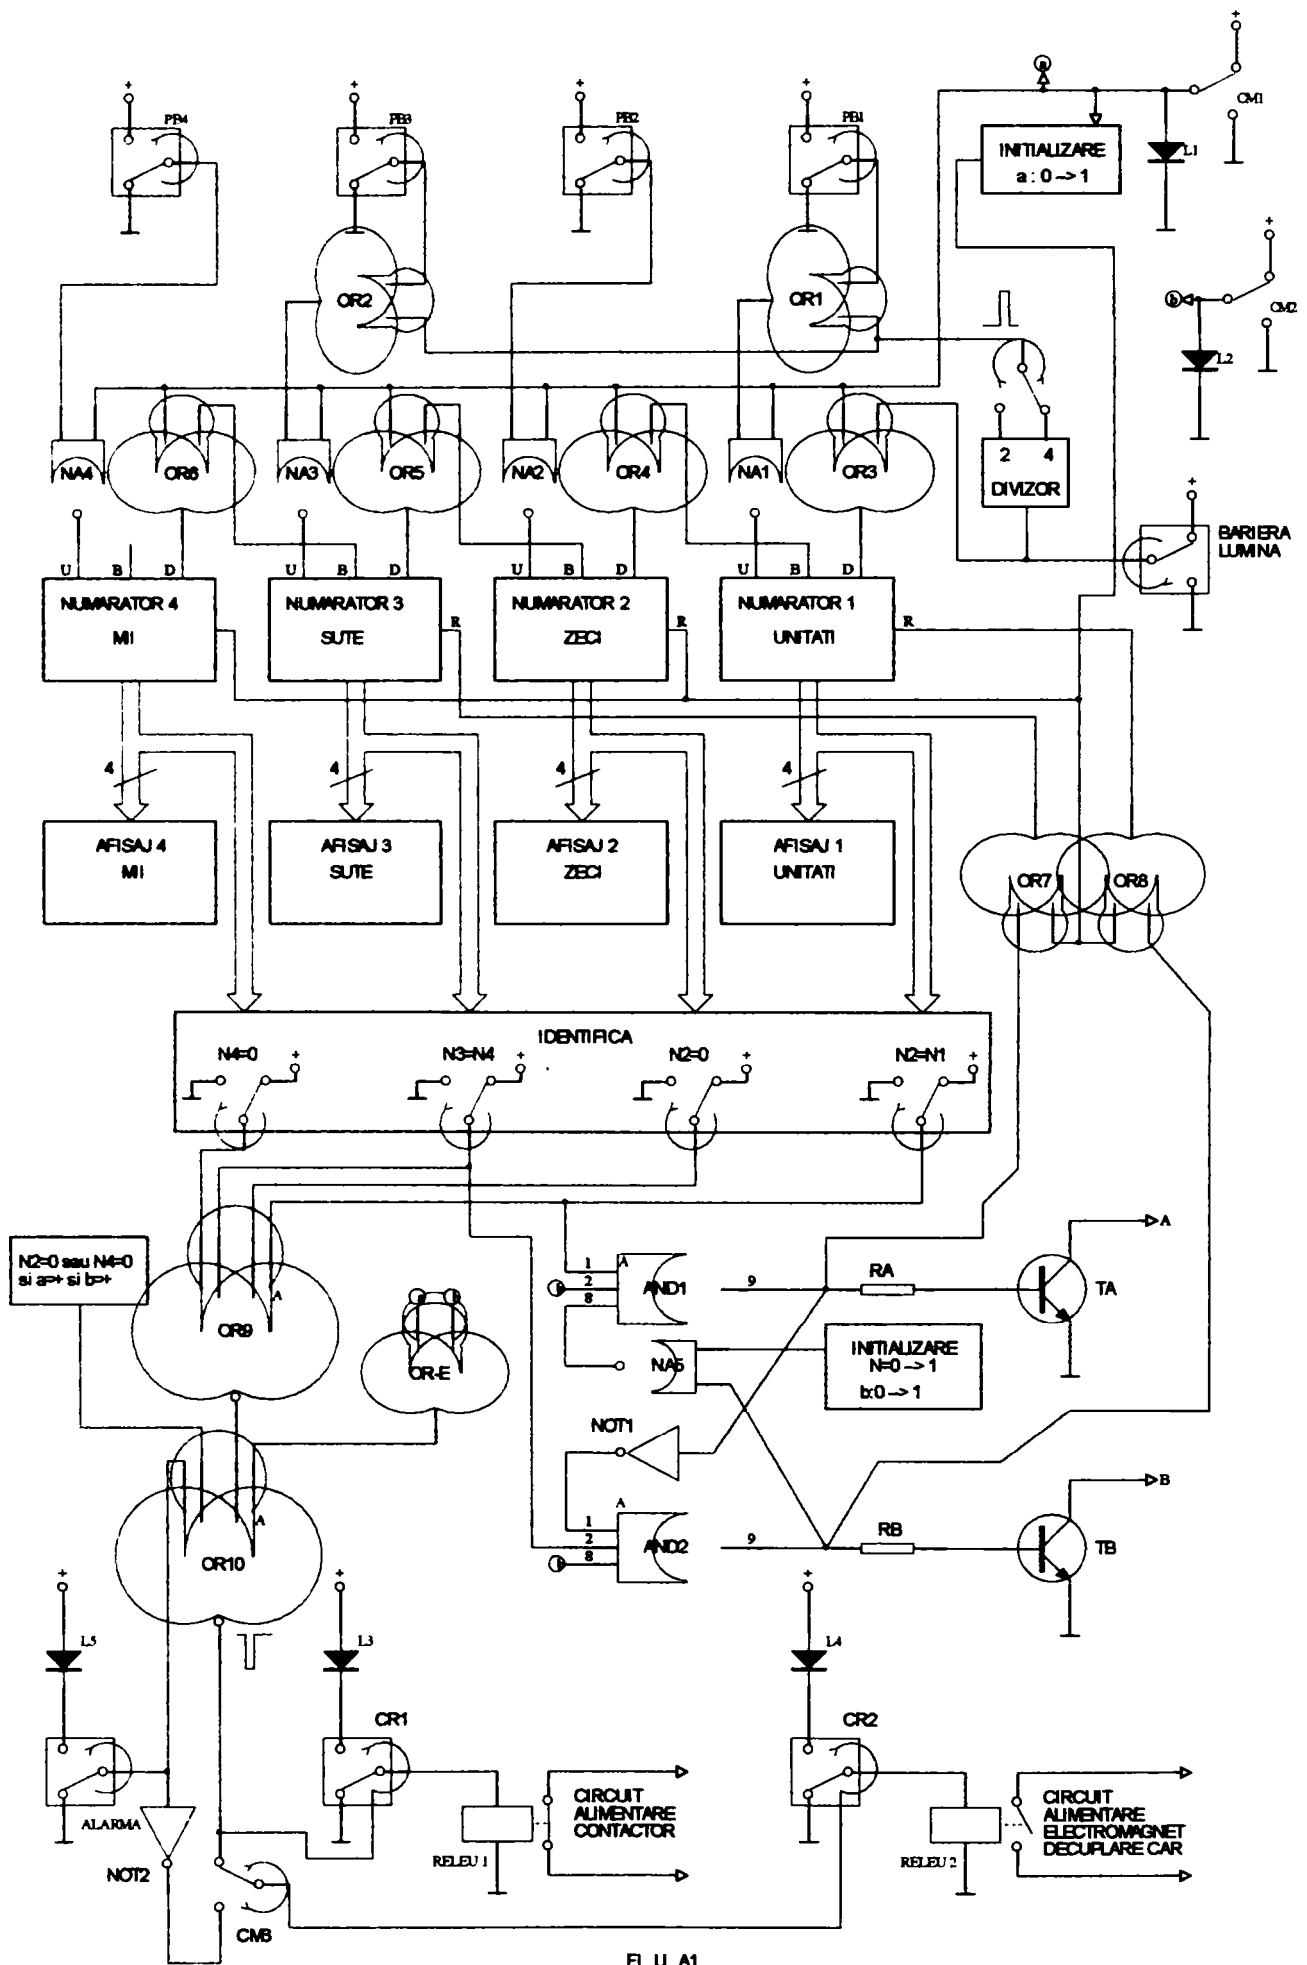 +
CM1
+
PB4
+
PB3
+
PB2
+
PB1
a
INITIALIZARE
a : 0 --> 1
L1
+
b
CM2
L2
OR2
OR1
NA4
OR6
NA3
OR5
NA2
OR4
NA1
OR3
2 4
DIVIZOR
+
BARIERA
LUMINA
U B D
U B D
U B D
U B D
NUMARATOR 4
MII
NUMARATOR 3
SUTE
R
NUMARATOR 2
ZECI
R
NUMARATOR 1
UNITATI
R
4
4
4
4
AFISAJ 4
MII
AFISAJ 3
SUTE
AFISAJ 2
ZECI
AFISAJ 1
UNITATI
OR7
OR8
IDENTIFICA
N4=0
+
N3=N4
+
N2=0
+
N2=N1
+
N2=0 sau N4=0
si a=+ si b=+
A
OR9
a b
OR-E
A
1
2
8
AND1
9
RA
A
TA
NA5
INITIALIZARE
N=0 --> 1
b:0 --> 1
NOT1
A
OR10
A
1
2
8
AND2
9
RB
B
TB
+
L5
+
L3
+
L4
ALARMA
CR1
CR2
NOT2
CM3
RELEU 1
CIRCUIT
ALIMENTARE
CONTACTOR
RELEU 2
CIRCUIT
ALIMENTARE
ELECTROMAGNET
DECUPLARE CAR